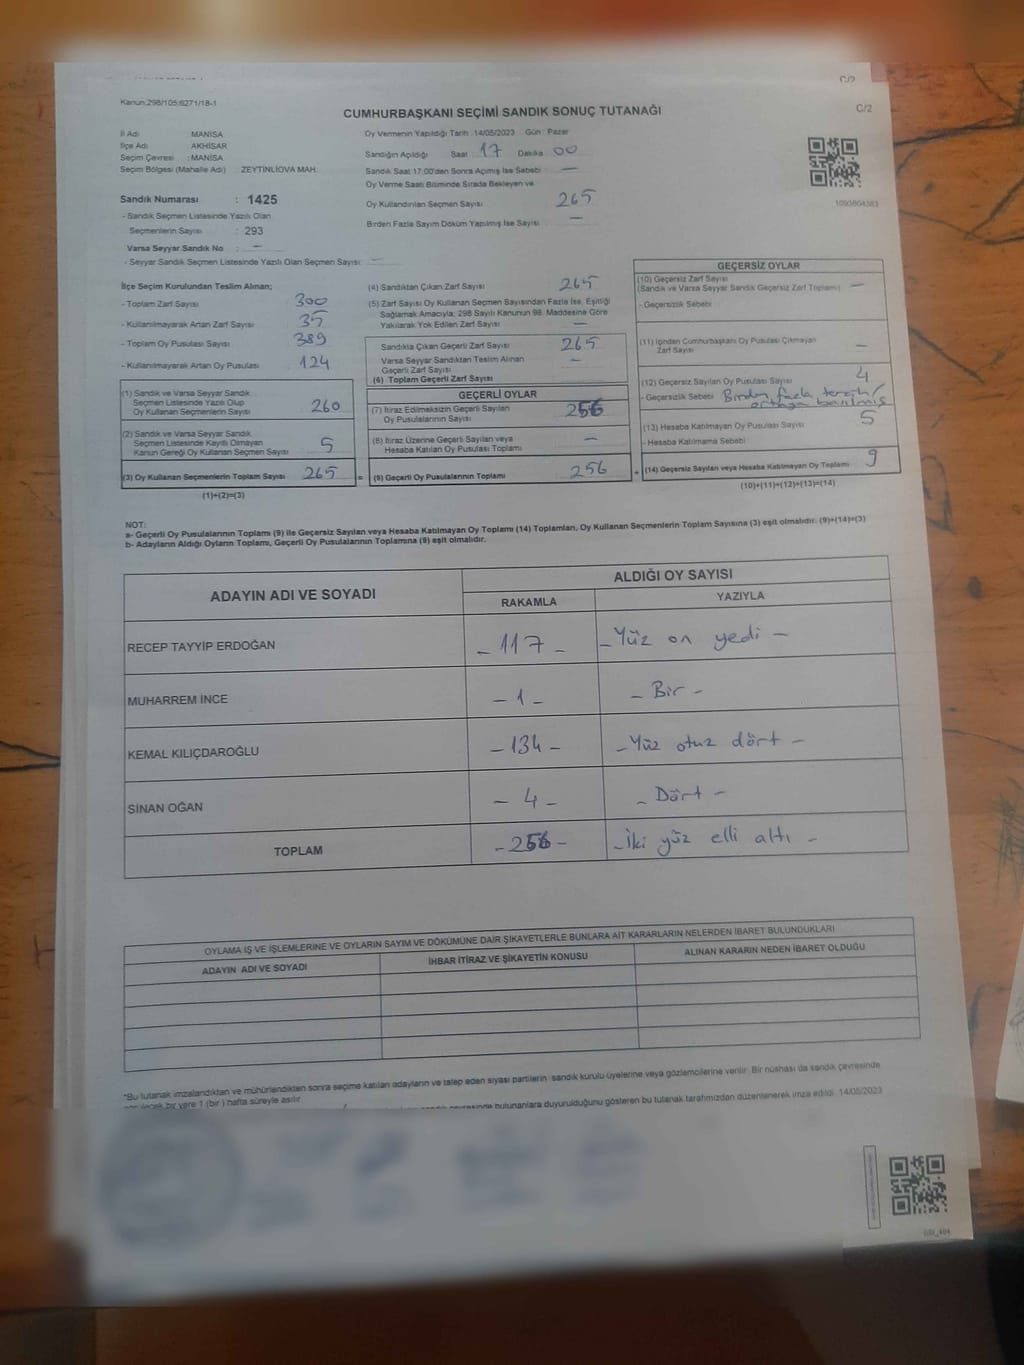 C/2
Kanun:298/105;6271/18-1
C/2
CUMHURBAŞKANI SEÇİMİ SANDIK SONUÇ TUTANAĞI
İl Adı : MANİSA
İlçe Adı : AKHİSAR
Seçim Çevresi : MANİSA
Seçim Bölgesi (Mahalle Adı) ZEYTİNLİOVA MAH.
Sandık Numarası : 1425
- Sandık Seçmen Listesinde Yazılı Olan
Seçmenlerin Sayısı : 293
Varsa Seyyar Sandık No : —
- Seyyar Sandık Seçmen Listesinde Yazılı Olan Seçmen Sayısı: —
Oy Vermenin Yapıldığı Tarih :14/05/2023 Gün : Pazar
Sandığın Açıldığı Saat 17 Dakika 00
Sandık Saat 17:00'den Sonra Açılmış İse Sebebi : —
Oy Verme Saati Bitiminde Sırada Bekleyen ve
Oy Kullandırılan Seçmen Sayısı : 265
Birden Fazla Sayım Döküm Yapılmış İse Sayısı : —
1093804383
İlçe Seçim Kurulundan Teslim Alınan;
- Toplam Zarf Sayısı 300
- Kullanılmayarak Artan Zarf Sayısı 35
- Toplam Oy Pusulası Sayısı 389
- Kullanılmayarak Artan Oy Pusulası 124
(1) Sandık ve Varsa Seyyar Sandık
Seçmen Listesinde Yazılı Olup
Oy Kullanan Seçmenlerin Sayısı 260
(2) Sandık ve Varsa Seyyar Sandık
Seçmen Listesinde Kayıtlı Olmayan
Kanun Gereği Oy Kullanan Seçmen Sayısı 5
(3) Oy Kullanan Seçmenlerin Toplam Sayısı 265 =
(1)+(2)=(3)
(4) Sandıktan Çıkan Zarf Sayısı 265
(5) Zarf Sayısı Oy Kullanan Seçmen Sayısından Fazla İse, Eşitliği
Sağlamak Amacıyla; 298 Sayılı Kanunun 98. Maddesine Göre
Yakılarak Yok Edilen Zarf Sayısı —
Sandıkta Çıkan Geçerli Zarf Sayısı 265
Varsa Seyyar Sandıktan Teslim Alınan
Geçerli Zarf Sayısı —
(6) Toplam Geçerli Zarf Sayısı
GEÇERLİ OYLAR
(7) İtiraz Edilmeksizin Geçerli Sayılan
Oy Pusulalarının Sayısı 256
(8) İtiraz Üzerine Geçerli Sayılan veya
Hesaba Katılan Oy Pusulası Toplamı —
(9) Geçerli Oy Pusulalarının Toplamı 256 +
GEÇERSİZ OYLAR
(10) Geçersiz Zarf Sayısı
(Sandık ve Varsa Seyyar Sandık Geçersiz Zarf Toplamı) —
- Geçersizlik Sebebi
(11) İçinden Cumhurbaşkanı Oy Pusulası Çıkmayan
Zarf Sayısı —
(12) Geçersiz Sayılan Oy Pusulası Sayısı 4
- Geçersizlik Sebebi Birden fazla tercih/
ortaya basılmış
(13) Hesaba Katılmayan Oy Pusulası Sayısı 5
- Hesaba Katılmama Sebebi
(14) Geçersiz Sayılan veya Hesaba Katılmayan Oy Toplamı 9
(10)+(11)+(12)+(13)=(14)
NOT:
a- Geçerli Oy Pusulalarının Toplamı (9) ile Geçersiz Sayılan veya Hesaba Katılmayan Oy Toplamı (14) Toplamları, Oy Kullanan Seçmenlerin Toplam Sayısına (3) eşit olmalıdır. (9)+(14)=(3)
b- Adayların Aldığı Oyların Toplamı, Geçerli Oy Pusulalarının Toplamına (9) eşit olmalıdır.
ADAYIN ADI VE SOYADI ALDIĞI OY SAYISI
RAKAMLA YAZIYLA
RECEP TAYYİP ERDOĞAN - 117 - - Yüz on yedi -
MUHARREM İNCE - 1 - - Bir -
KEMAL KILIÇDAROĞLU - 134 - - Yüz otuz dört -
SİNAN OĞAN - 4 - - Dört -
TOPLAM - 256 - - İki yüz elli altı -
OYLAMA İŞ VE İŞLEMLERİNE VE OYLARIN SAYIM VE DÖKÜMÜNE DAİR ŞİKAYETLERLE BUNLARA AİT KARARLARIN NELERDEN İBARET BULUNDUKLARI
ADAYIN ADI VE SOYADI İHBAR İTİRAZ VE ŞİKAYETİN KONUSU ALINAN KARARIN NEDEN İBARET OLDUĞU
*Bu tutanak imzalandıktan ve mühürlendikten sonra seçime katılan adayların ve talep eden siyasi partilerin sandık kurulu üyelerine veya gözlemcilerine verilir. Bir nüshası da sandık çevresinde
bir yere 1 (bir) hafta süreyle asılır. bulunanlara duyurulduğunu gösteren bu tutanak tarafımızdan düzenlenerek imza edildi. 14/05/2023